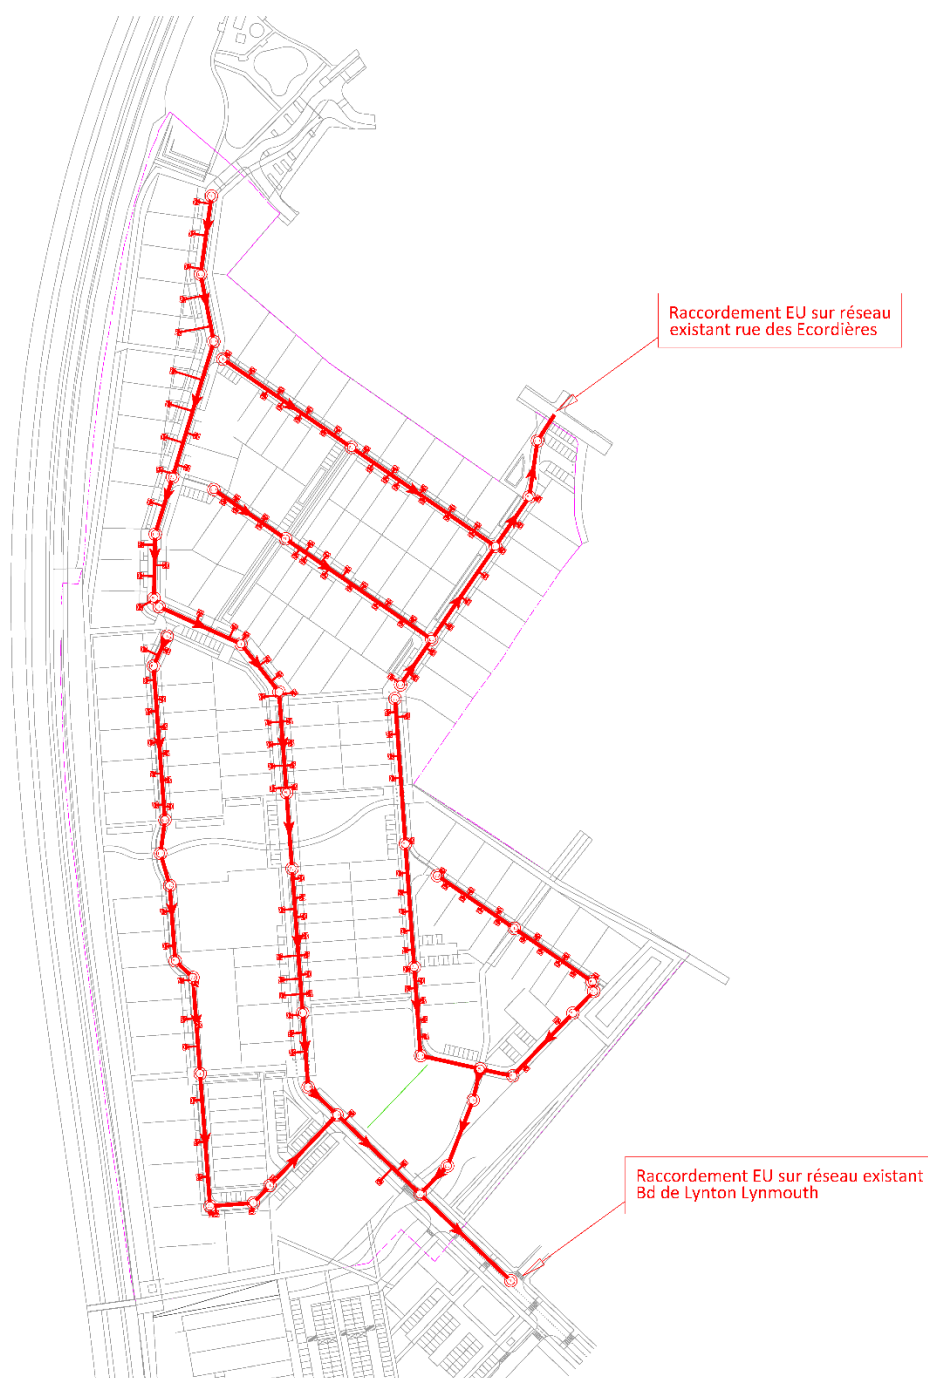 Raccordement EU sur réseau
existant rue des Ecordières
Raccordement EU sur réseau existant
Bd de Lynton Lynmouth